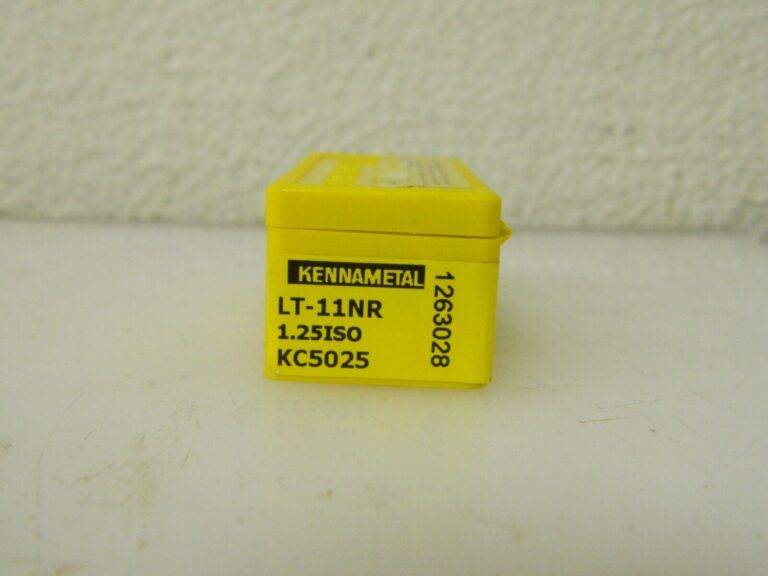 KENNAMETAL
LT-11NR
1.25ISO
KC5025
1263028